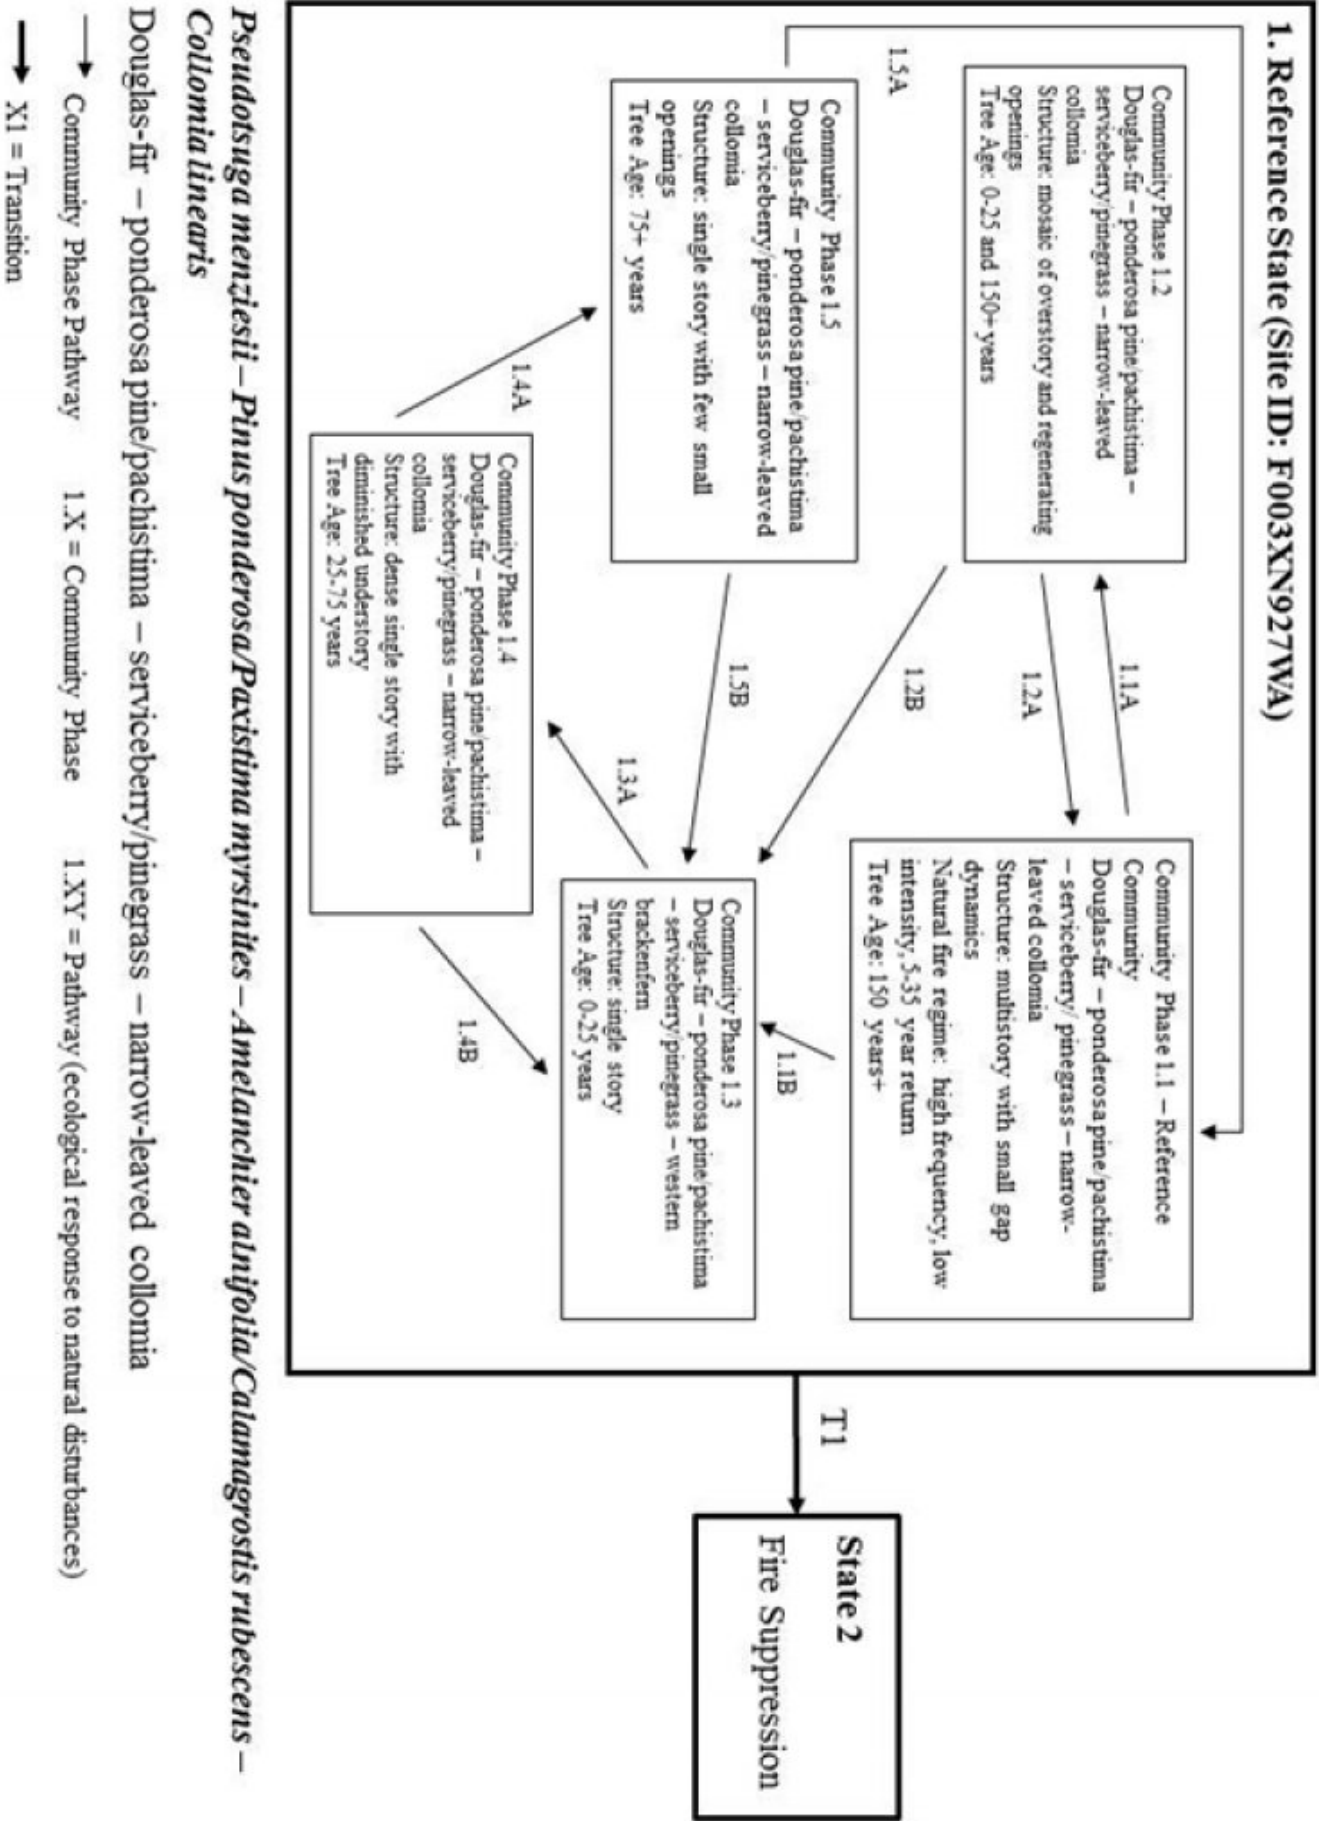 1. Reference State (Site ID: F003XN927WA)
Community Phase 1.2
Douglas-fir – ponderosa pine/pachistima –
serviceberry/pinegrass – narrow-leaved
collomia
Structure: mosaic of overstory and regenerating
openings
Tree Age: 0-25 and 150+ years
1.1A
1.2A
Community Phase 1.1 – Reference
Community
Douglas-fir – ponderosa pine/pachistima
– serviceberry/ pinegrass – narrow-
leaved collomia
Structure: multistory with small gap
dynamics
Natural fire regime: high frequency, low
intensity, 5-35 year return
Tree Age: 150 years+
1.5A
1.2B
1.1B
Community Phase 1.5
Douglas-fir – ponderosa pine/pachistima
– serviceberry/pinegrass – narrow-leaved
collomia
Structure: single story with few small
openings
Tree Age: 75+ years
1.5B
1.3A
Community Phase 1.3
Douglas-fir – ponderosa pine/pachistima
– serviceberry/pinegrass – western
brackenfern
Structure: single story
Tree Age: 0-25 years
1.4A
Community Phase 1.4
Douglas-fir – ponderosa pine/pachistima –
serviceberry/pinegrass – narrow-leaved
collomia
Structure: dense single story with
diminished understory
Tree Age: 25-75 years
1.4B
T1
State 2
Fire Suppression
Pseudotsuga menziesii – Pinus ponderosa/Paxistima myrsinites – Amelanchier alnifolia/Calamagrostis rubescens –
Collomia linearis
Douglas-fir – ponderosa pine/pachistima – serviceberry/pinegrass – narrow-leaved collomia
Community Phase Pathway 1.X = Community Phase 1.XY = Pathway (ecological response to natural disturbances)
X1 = Transition